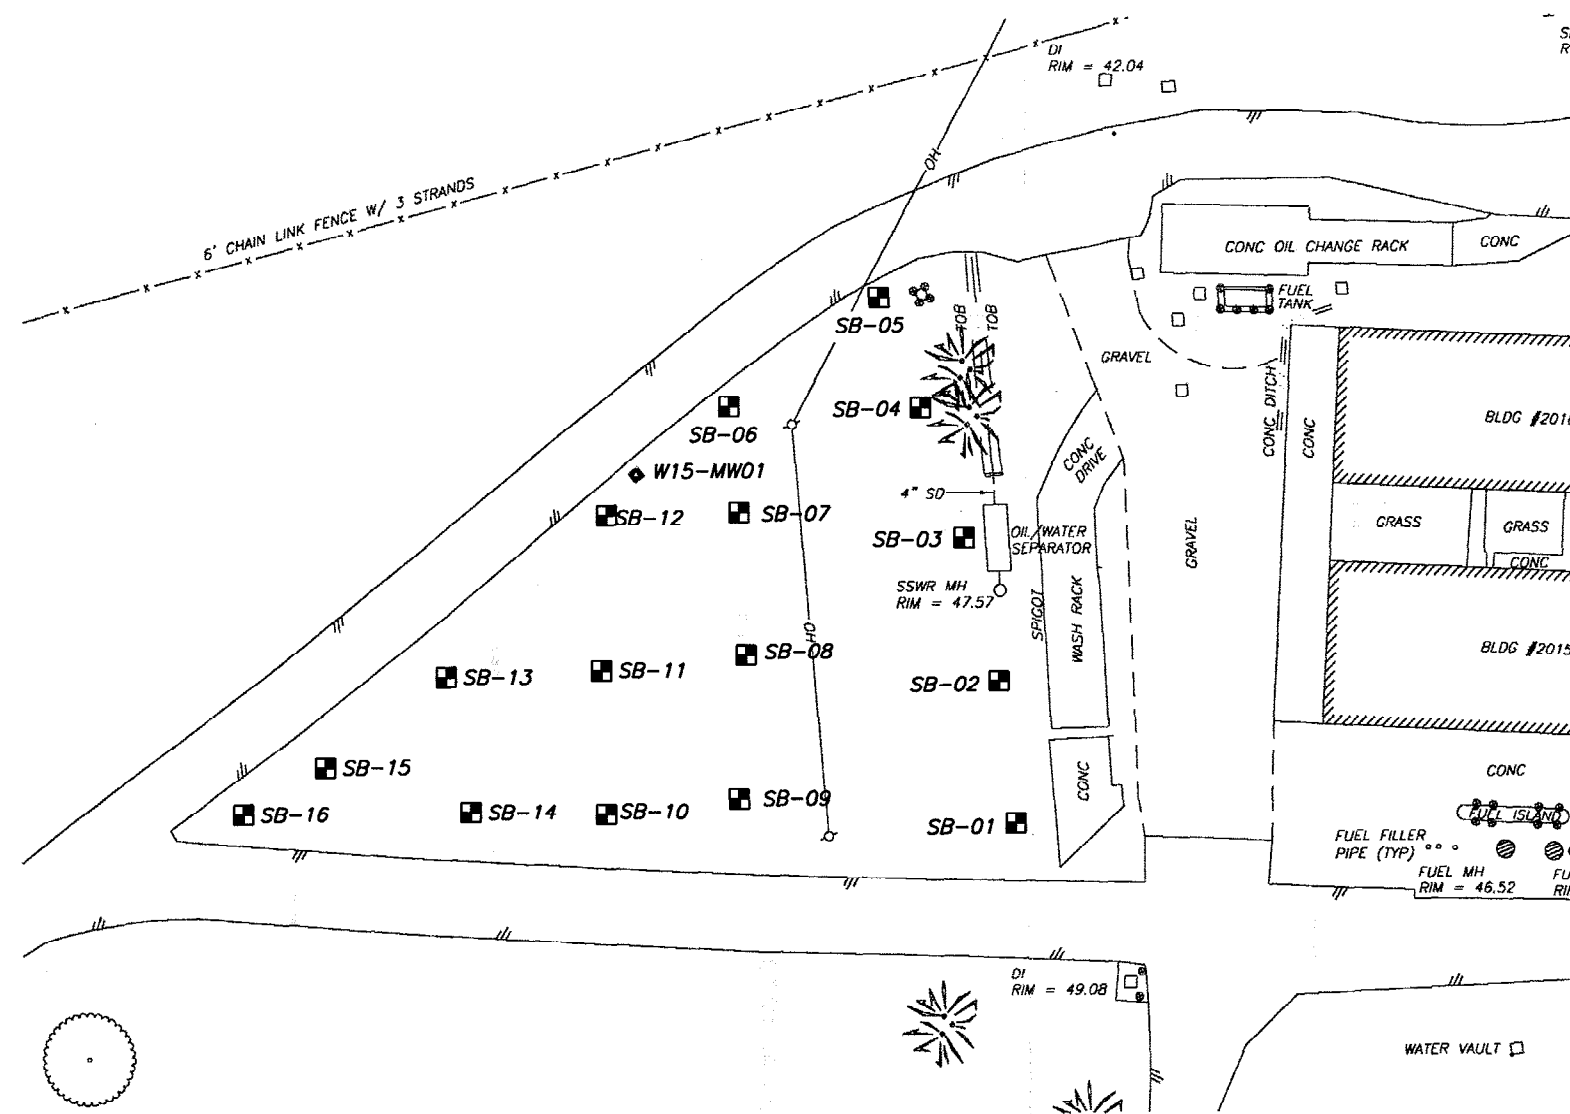 DI
RIM = 42.04
6' CHAIN LINK FENCE W/ 3 STRANDS
OH
CONC OIL CHANGE RACK
CONC
FUEL
TANK
SB-05
TOB
TOB
GRAVEL
SB-04
SB-06
CONC
DRIVE
CONC DITCH
CONC
BLDG #2016
W15-MW01
4" SD
SB-12
SB-07
SB-03
OIL/WATER
SEPARATOR
GRAVEL
GRASS
GRASS
CONC
SSWR MH
RIM = 47.57
SPIGOT
WASH RACK
OH
SB-08
SB-13
SB-11
SB-02
BLDG #2015
SB-15
CONC
CONC
SB-16
SB-14
SB-10
SB-09
SB-01
FUEL ISLAND
FUEL FILLER
PIPE (TYP)
FUEL MH
RIM = 46.52
FU
DI
RIM = 49.08
WATER VAULT